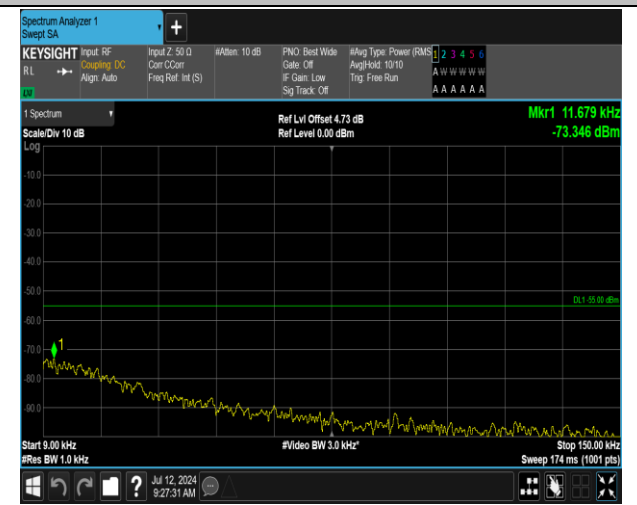 Spectrum Analyzer 1
Swept SA
+
KEYSIGHT Input: RF Input Z: 50 Ω #Atten: 10 dB PNO: Best Wide #Avg Type: Power (RMS 1 2 3 4 5 6
RL Coupling: DC Corr CCorr Gate: Off Avg|Hold: 10/10 A W W W W W
Align: Auto Freq Ref: Int (S) IF Gain: Low Trig: Free Run
Sig Track: Off A A A A A A
1 Spectrum Ref Lvl Offset 4.73 dB Mkr1 11.679 kHz
Scale/Div 10 dB Ref Level 0.00 dBm -73.346 dBm
Log
-10.0
-20.0
-30.0
-40.0
-50.0
DL1 -55.00 dBm
-60.0
-70.0
1
-80.0
-90.0
Start 9.00 kHz #Video BW 3.0 kHz* Stop 150.00 kHz
#Res BW 1.0 kHz Sweep 174 ms (1001 pts)
? Jul 12, 2024
9:27:31 AM